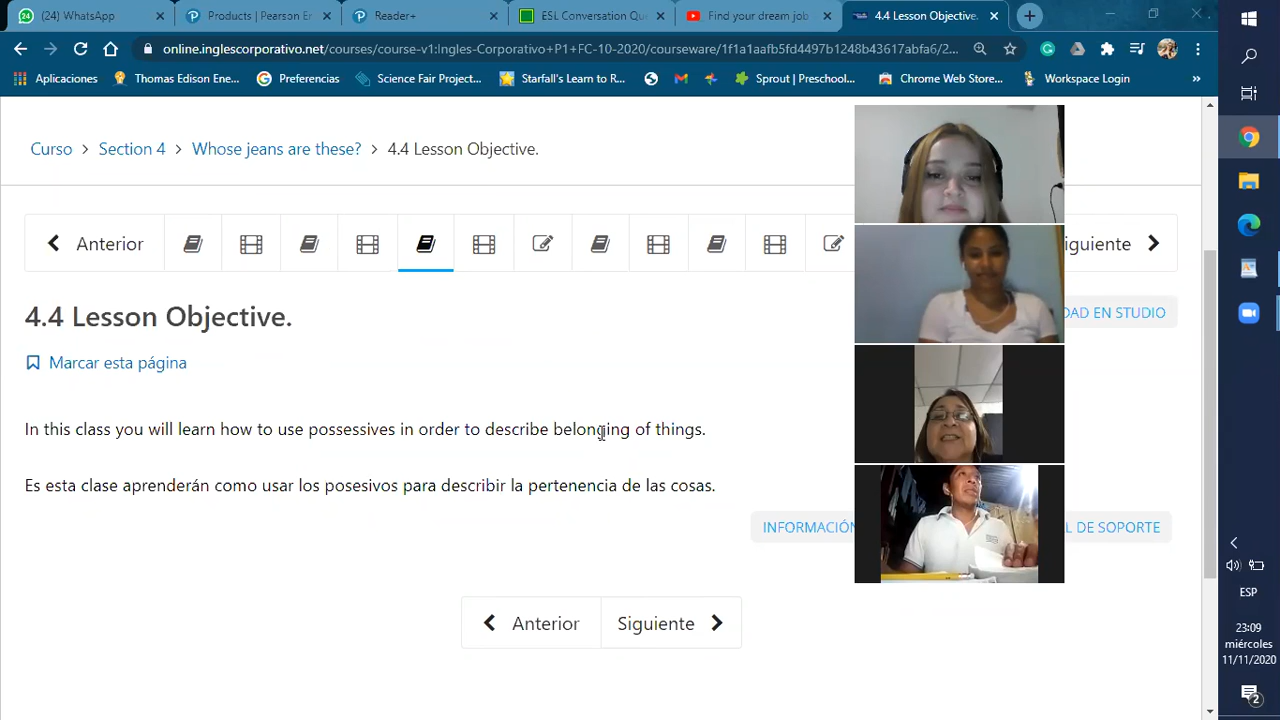 (24) WhatsApp
Products | Pearson En
Reader+
ESL Conversation Qu
Find your dream job
4.4 Lesson Objective.
online.inglescorporativo.net/courses/course-v1:Ingles-Corporativo+P1+FC-10-2020/courseware/1f1a1aafb5fd4497b1248b43617abfa6/2...
Aplicaciones
Thomas Edison Ene...
Preferencias
Science Fair Project...
Starfall's Learn to R...
Sprout | Preschool...
Chrome Web Store...
Workspace Login
»
Curso > Section 4 > Whose jeans are these? > 4.4 Lesson Objective.
Anterior
iguiente
4.4 Lesson Objective.
DAD EN STUDIO
Marcar esta página
In this class you will learn how to use possessives in order to describe belonging of things.
Es esta clase aprenderán como usar los posesivos para describir la pertenencia de las cosas.
INFORMACIÓN
L DE SOPORTE
Anterior
Siguiente
ESP
23:09
miércoles
11/11/2020
2